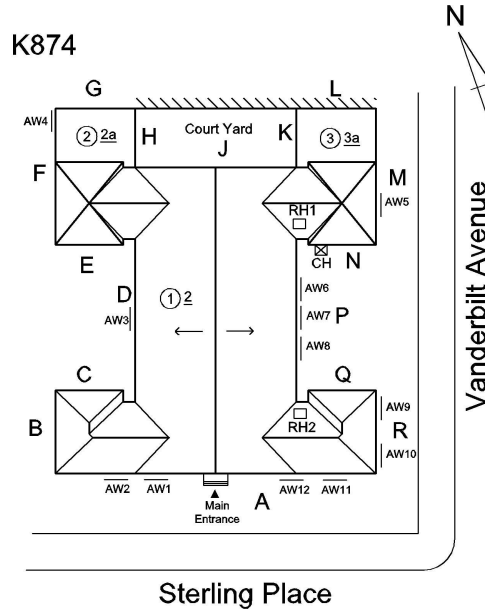 N
K874
G
L
AW4
2 2a
H
Court Yard
J
K
3 3a
F
M
AW5
RH1
E
CH
N
D
AW6
1 2
AW7
P
AW3
AW8
C
Q
B
AW9
RH2
R
AW10
AW2
AW1
A
AW12
AW11
Main
Entrance
Vanderbilt Avenue
Sterling Place